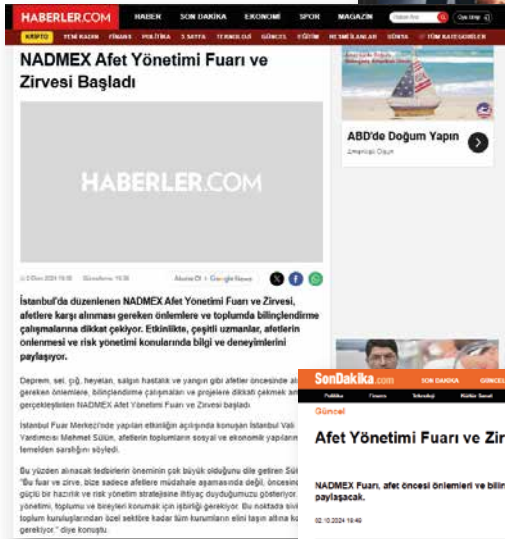 HABERLER.COM
HABER SON DAKİKA EKONOMİ SPOR MAGAZİN
KRİPTO YEMEKADIN FİNANS POLİTİKA 3.SAYFA TEKNOLOJİ GÜNCEL EĞİTİM RESMİ İLANLAR DÜNYA TÜM KATEGORİLER
NADMEX Afet Yönetimi Fuarı ve
Zirvesi Başladı
HABERLER.COM
ABD'de Doğum Yapın
Amerikalı Olsun
Abone Ol Google News
İstanbul'da düzenlenen NADMEX Afet Yönetimi Fuarı ve Zirvesi,
afetlere karşı alınması gereken önlemlere ve toplumda bilinçlendirme
çalışmalarına dikkat çekiyor. Etkinlikte, çeşitli uzmanlar, afetlerin
önlenmesi ve risk yönetimi konularında bilgi ve deneyimlerini
paylaşıyor.
Deprem, sel, çığ, heyelan, salgın hastalık ve yangın gibi afetler öncesinde
gereken önlemlere, bilinçlendirme çalışmaları ve projelere dikkati çekmek
gerçekleştirilen NADMEX Afet Yönetimi Fuarı ve Zirvesi başladı
İstanbul Fuar Merkezi'nde yapılan etkinliğin açılışında konuşan İstanbul Vali
Yardımcısı Mehmet Sülün, afetlerin toplumların sosyal ve ekonomik yapıların
temelden sarsılığını söyledi.
Bu yüzden alınacak tedbirlerin öneminin çok büyük olduğunu dile getiren
"Bu fuar ve zirve, bize sadece afetlere müdahale aşamasında değil, öncesin
güçlü bir hazırlık ve risk yönetim stratejisine ihtiyaç duyduğumuzu gösteriyor.
yönetimi, toplumu ve bireyleri korumak için işbirliği gerekiyor. Bu noktada
toplum kuruluşlarından özel sektöre kadar tüm kurumların elini taşın altına
gerekiyor." diye konuştu
SonDakika.com SON DAKİKA GÜNCEL
Politika Finans Teknoloji Kültür Sanat
Güncel
Afet Yönetimi Fuarı ve Zir
NADMEX Fuarı, afet öncesi önlemleri ve bilin
paylaşacak.
02.10.2024 16:46